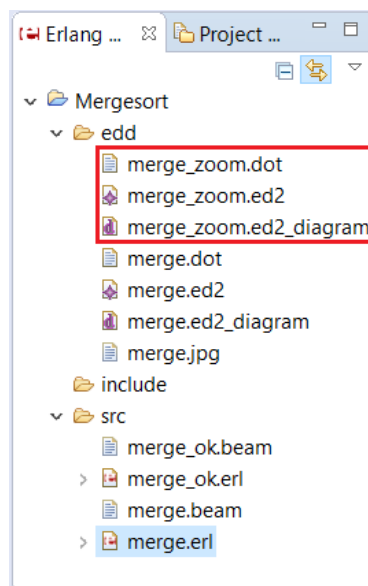 Erlang ...
Project ...
Mergesort
edd
merge_zoom.dot
merge_zoom.ed2
merge_zoom.ed2_diagram
merge.dot
merge.ed2
merge.ed2_diagram
merge.jpg
include
src
merge_ok.beam
merge_ok.erl
merge.beam
merge.erl